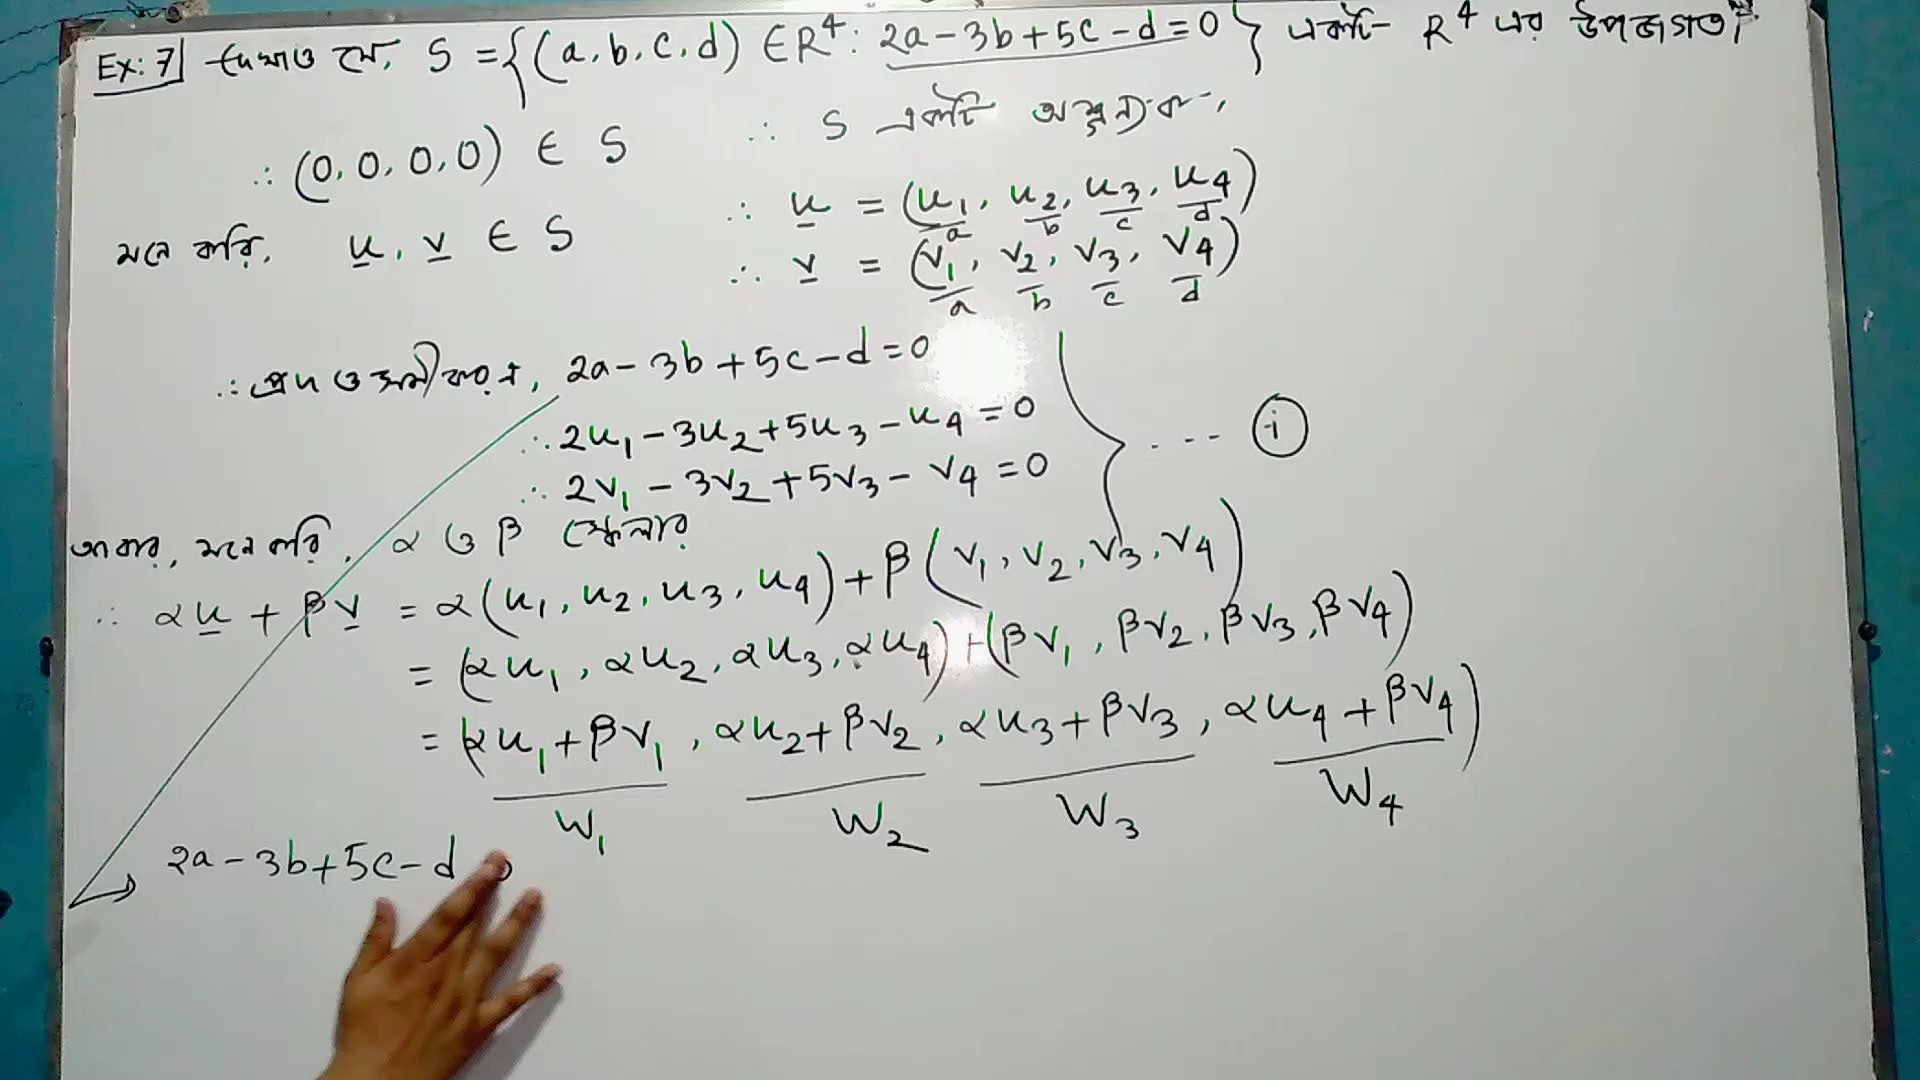 Ex: 7| দেখাও যে, S = {(a, b, c, d) ∈ R⁴ : 2a - 3b + 5c - d = 0} একটি R⁴ এর উপজগত।
∴ (0, 0, 0, 0) ∈ S ∴ S একটি অশূন্য
মনে করি, u, v ∈ S ∴ u = (u₁, u₂, u₃, u₄)
a b c d
∴ v = (v₁, v₂, v₃, v₄)
a b c d
∴ প্রদত্ত সমীকরণ, 2a - 3b + 5c - d = 0
∴ 2u₁ - 3u₂ + 5u₃ - u₄ = 0
∴ 2v₁ - 3v₂ + 5v₃ - v₄ = 0
---- (i)
আবার, মনে করি, α ও β স্কেলার
∴ αu + βv = α(u₁, u₂, u₃, u₄) + β(v₁, v₂, v₃, v₄)
= (αu₁, αu₂, αu₃, αu₄) + (βv₁, βv₂, βv₃, βv₄)
= (αu₁ + βv₁, αu₂ + βv₂, αu₃ + βv₃, αu₄ + βv₄)
W₁ W₂ W₃ W₄
2a - 3b + 5c - d